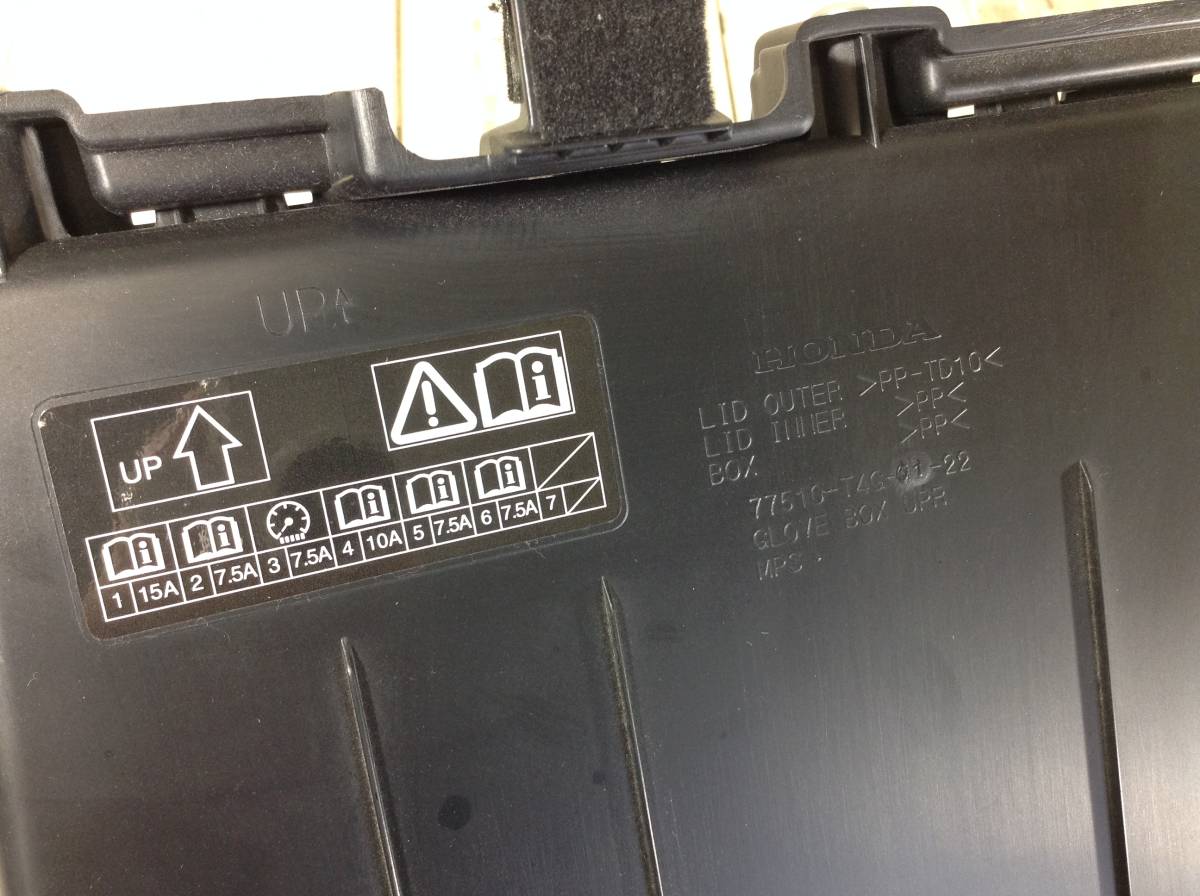 UP↑
UP
1 15A 2 7.5A 3 7.5A 4 10A 5 7.5A 6 7.5A 7
HONDA
LID OUTER >PP-TD10<
LID INNER >PP<
BOX >PP<
GLOVE BOX UPR
MPS